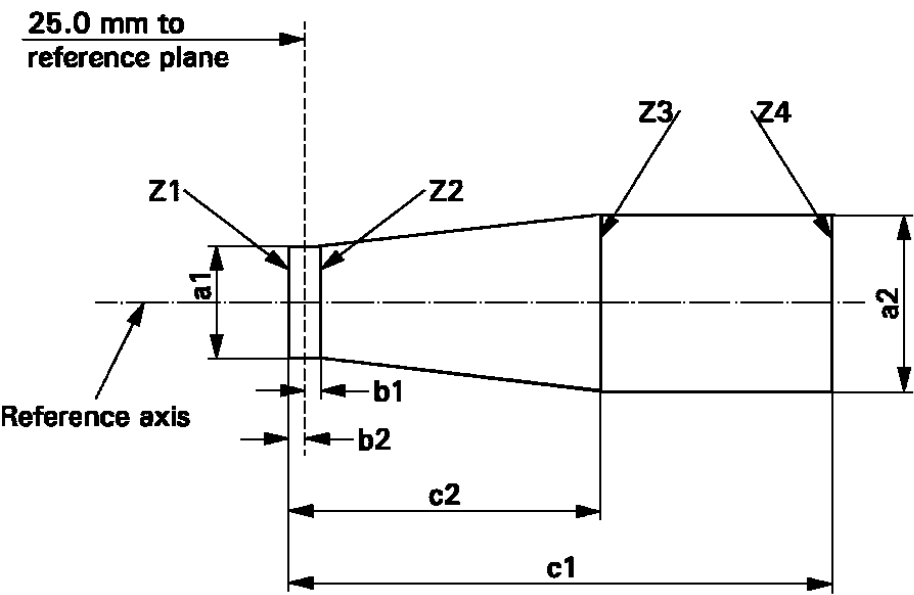 25.0 mm to
reference plane
Z3
Z4
Z1
Z2
a1
a2
b1
Reference axis
b2
c2
c1